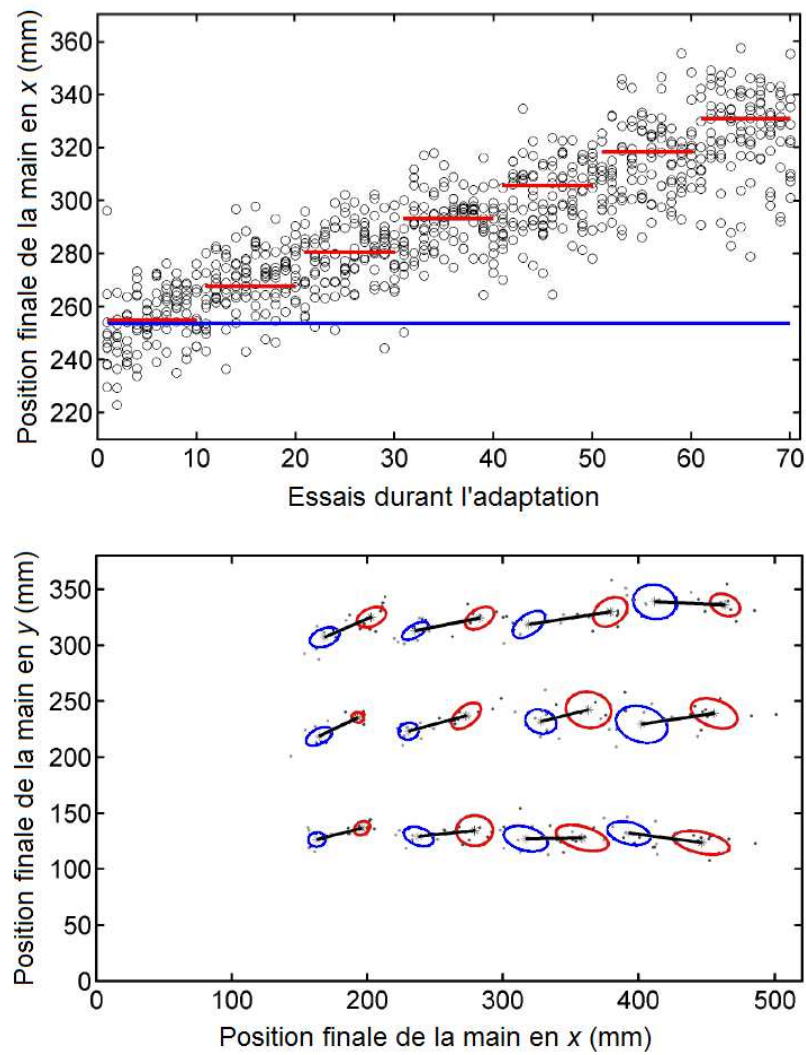 Position finale de la main en x (mm)
360
340
320
300
280
260
240
220
0 10 20 30 40 50 60 70
Essais durant l'adaptation
Position finale de la main en y (mm)
350
300
250
200
150
100
50
0
0 100 200 300 400 500
Position finale de la main en x (mm)